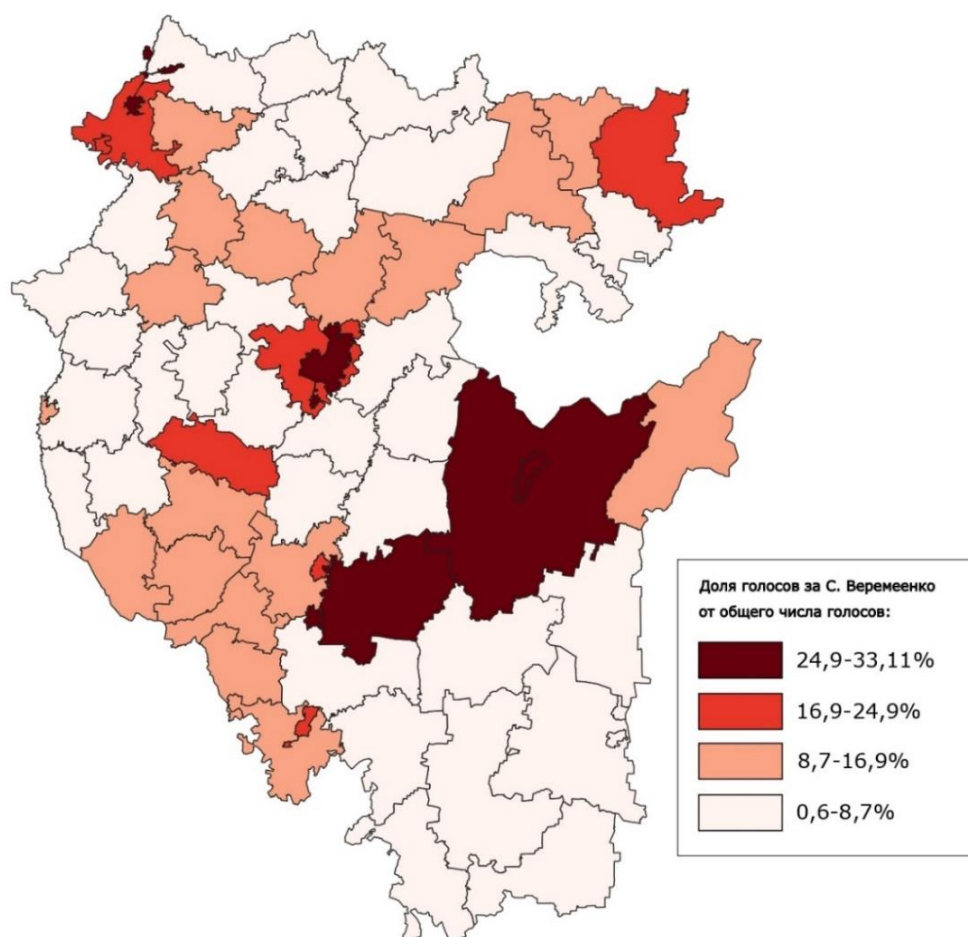 Доля голосов за С. Веремеенко
от общего числа голосов:
24,9-33,11%
16,9-24,9%
8,7-16,9%
0,6-8,7%